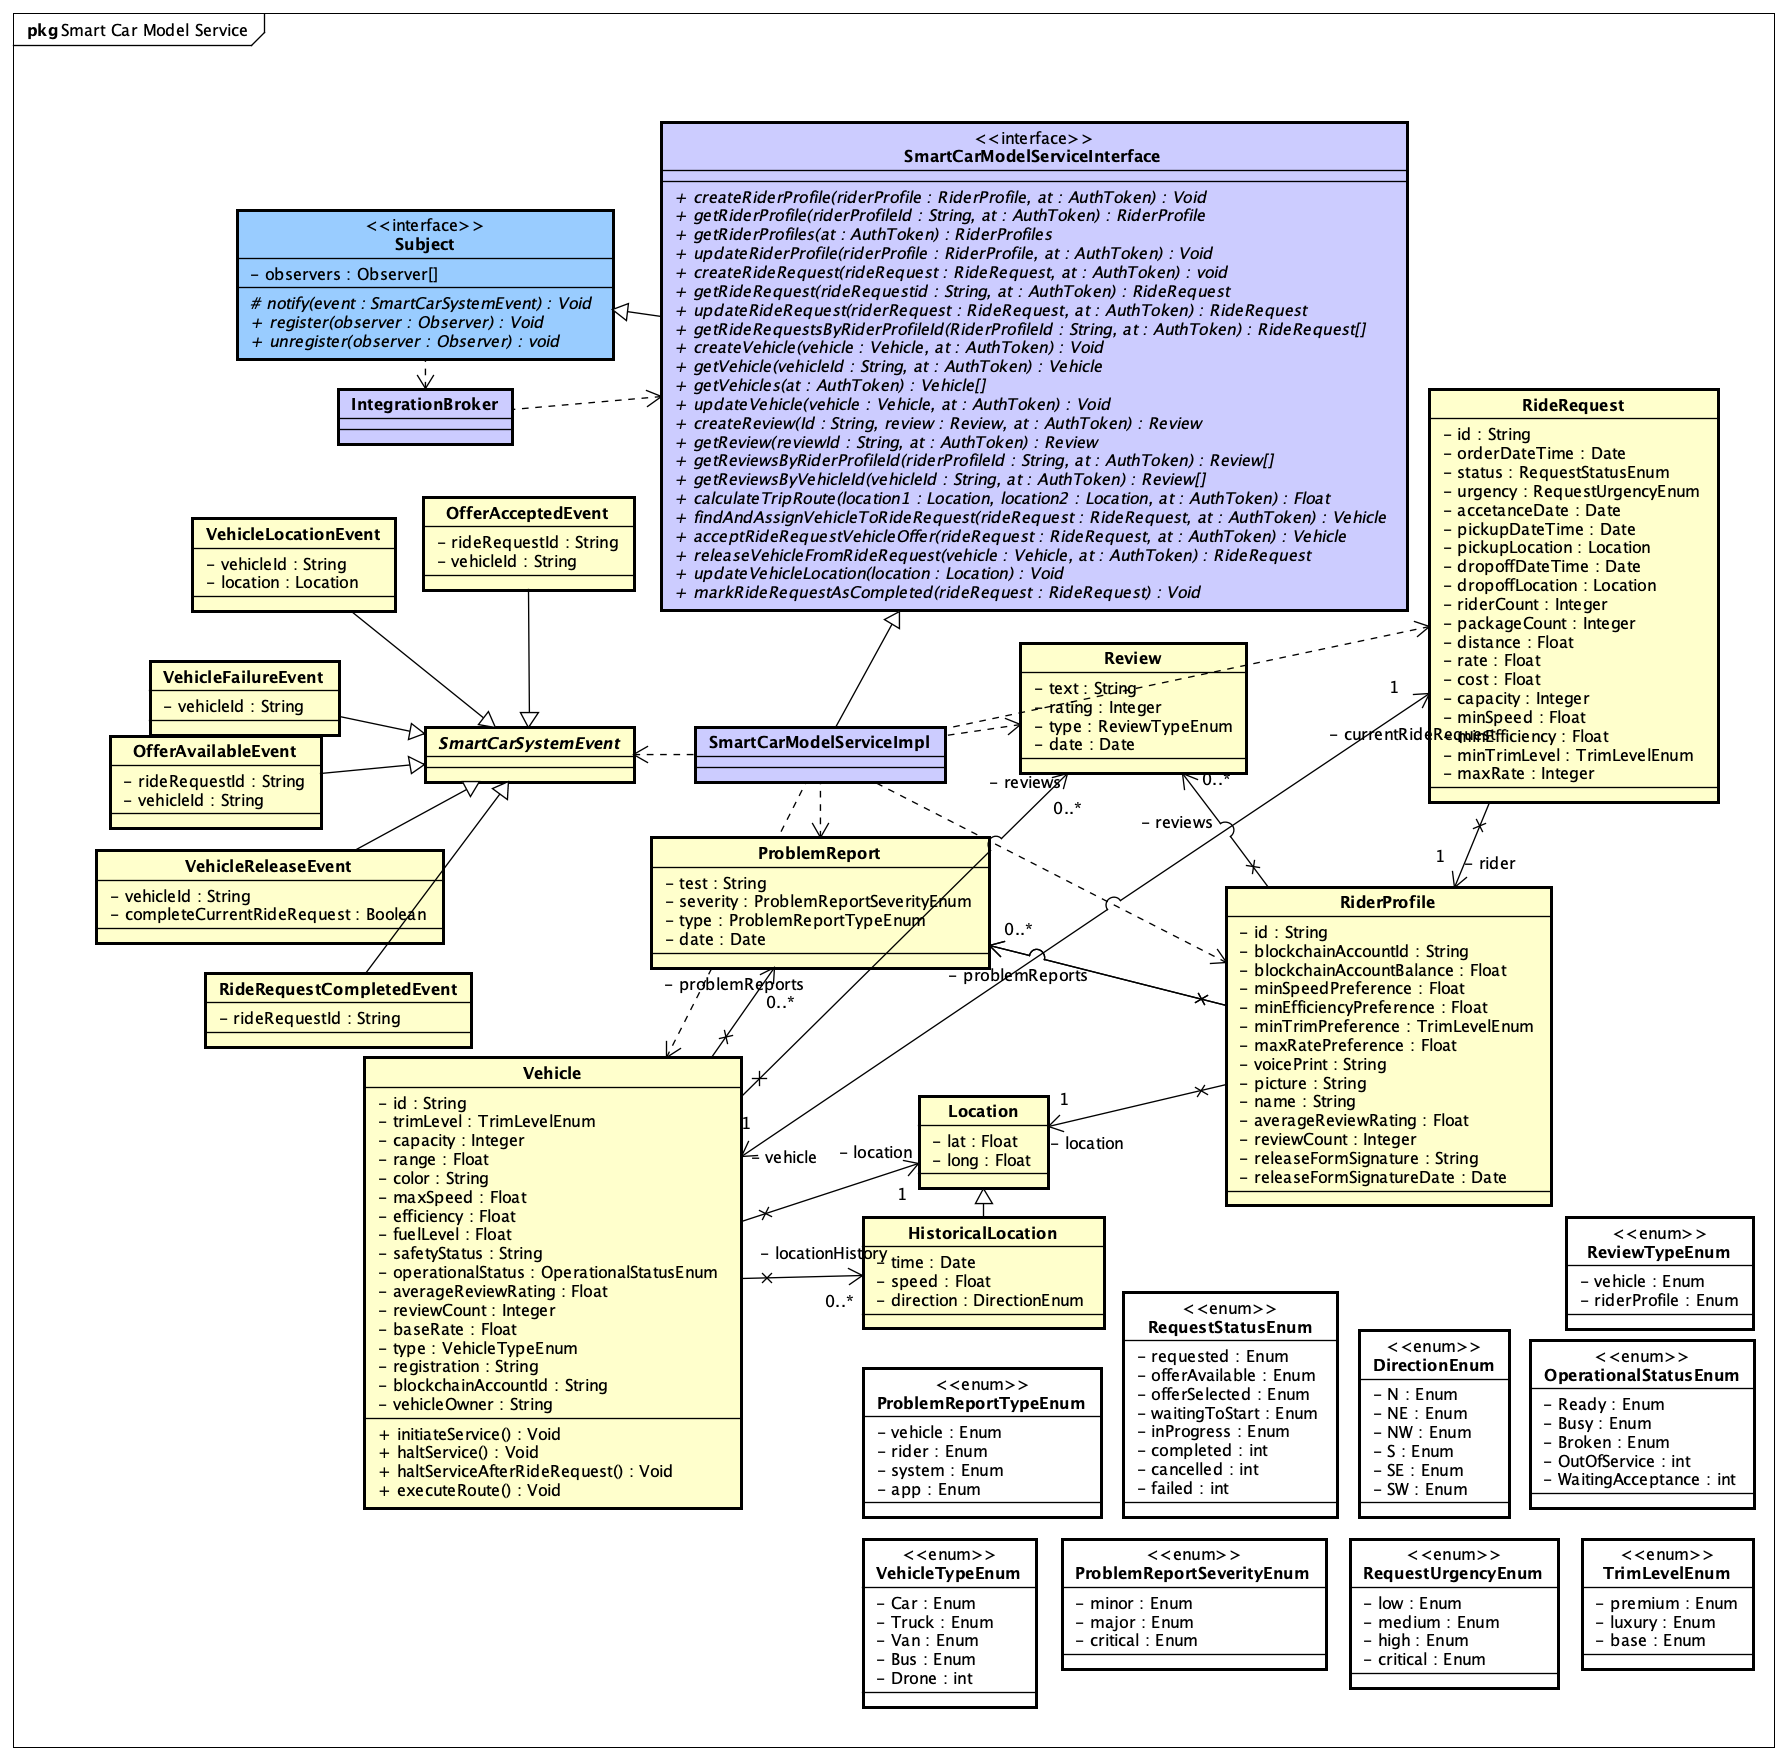 pkg Smart Car Model Service
<<interface>>
SmartCarModelServiceInterface
+ createRiderProfile(riderProfile : RiderProfile, at : AuthToken) : Void
+ getRiderProfile(riderProfileId : String, at : AuthToken) : RiderProfile
+ getRiderProfiles(at : AuthToken) : RiderProfiles
+ updateRiderProfile(riderProfile : RiderProfile, at : AuthToken) : Void
+ createRideRequest(rideRequest : RideRequest, at : AuthToken) : void
+ getRideRequest(rideRequestid : String, at : AuthToken) : RideRequest
+ updateRideRequest(riderRequest : RideRequest, at : AuthToken) : RideRequest
+ getRideRequestsByRiderProfileId(RiderProfileId : String, at : AuthToken) : RideRequest[]
+ createVehicle(vehicle : Vehicle, at : AuthToken) : Void
+ getVehicle(vehicleId : String, at : AuthToken) : Vehicle
+ getVehicles(at : AuthToken) : Vehicle[]
+ updateVehicle(vehicle : Vehicle, at : AuthToken) : Void
+ createReview(Id : String, review : Review, at : AuthToken) : Review
+ getReview(reviewId : String, at : AuthToken) : Review
+ getReviewsByRiderProfileId(riderProfileId : String, at : AuthToken) : Review[]
+ getReviewsByVehicleId(vehicleId : String, at : AuthToken) : Review[]
+ calculateTripRoute(location1 : Location, location2 : Location, at : AuthToken) : Float
+ findAndAssignVehicleToRideRequest(rideRequest : RideRequest, at : AuthToken) : Vehicle
+ acceptRideRequestVehicleOffer(rideRequest : RideRequest, at : AuthToken) : Vehicle
+ releaseVehicleFromRideRequest(vehicle : Vehicle, at : AuthToken) : RideRequest
+ updateVehicleLocation(location : Location) : Void
+ markRideRequestAsCompleted(rideRequest : RideRequest) : Void
<<interface>>
Subject
- observers : Observer[]
# notify(event : SmartCarSystemEvent) : Void
+ register(observer : Observer) : Void
+ unregister(observer : Observer) : void
IntegrationBroker
RideRequest
- id : String
- orderDateTime : Date
- status : RequestStatusEnum
- urgency : RequestUrgencyEnum
- accetanceDate : Date
- pickupDateTime : Date
- pickupLocation : Location
- dropoffDateTime : Date
- dropoffLocation : Location
- riderCount : Integer
- packageCount : Integer
- distance : Float
- rate : Float
- cost : Float
- capacity : Integer
- minSpeed : Float
- minEfficiency : Float
- minTrimLevel : TrimLevelEnum
- maxRate : Integer
VehicleLocationEvent
- vehicleId : String
- location : Location
OfferAcceptedEvent
- rideRequestId : String
- vehicleId : String
VehicleFailureEvent
- vehicleId : String
OfferAvailableEvent
- rideRequestId : String
- vehicleId : String
SmartCarSystemEvent
SmartCarModelServiceImpl
Review
- text : String
- rating : Integer
- type : ReviewTypeEnum
- date : Date
1
- currentRideRequest
- reviews
0..*
0..*
- reviews
VehicleReleaseEvent
- vehicleId : String
- completeCurrentRideRequest : Boolean
ProblemReport
- test : String
- severity : ProblemReportSeverityEnum
- type : ProblemReportTypeEnum
- date : Date
1
- rider
0..*
- problemReports
- problemReports
0..*
RideRequestCompletedEvent
- rideRequestId : String
RiderProfile
- id : String
- blockchainAccountId : String
- blockchainAccountBalance : Float
- minSpeedPreference : Float
- minEfficiencyPreference : Float
- minTrimPreference : TrimLevelEnum
- maxRatePreference : Float
- voicePrint : String
- picture : String
- name : String
- averageReviewRating : Float
- reviewCount : Integer
- releaseFormSignature : String
- releaseFormSignatureDate : Date
Vehicle
- id : String
- trimLevel : TrimLevelEnum
- capacity : Integer
- range : Float
- color : String
- maxSpeed : Float
- efficiency : Float
- fuelLevel : Float
- safetyStatus : String
- operationalStatus : OperationalStatusEnum
- averageReviewRating : Float
- reviewCount : Integer
- baseRate : Float
- type : VehicleTypeEnum
- registration : String
- blockchainAccountId : String
- vehicleOwner : String
+ initiateService() : Void
+ haltService() : Void
+ haltServiceAfterRideRequest() : Void
+ executeRoute() : Void
1
- vehicle
- location
1
Location
- lat : Float
- long : Float
1
- location
- locationHistory
0..*
HistoricalLocation
- time : Date
- speed : Float
- direction : DirectionEnum
<<enum>>
ReviewTypeEnum
- vehicle : Enum
- riderProfile : Enum
<<enum>>
RequestStatusEnum
- requested : Enum
- offerAvailable : Enum
- offerSelected : Enum
- waitingToStart : Enum
- inProgress : Enum
- completed : int
- cancelled : int
- failed : int
<<enum>>
DirectionEnum
- N : Enum
- NE : Enum
- NW : Enum
- S : Enum
- SE : Enum
- SW : Enum
<<enum>>
OperationalStatusEnum
- Ready : Enum
- Busy : Enum
- Broken : Enum
- OutOfService : int
- WaitingAcceptance : int
<<enum>>
ProblemReportTypeEnum
- vehicle : Enum
- rider : Enum
- system : Enum
- app : Enum
<<enum>>
VehicleTypeEnum
- Car : Enum
- Truck : Enum
- Van : Enum
- Bus : Enum
- Drone : int
<<enum>>
ProblemReportSeverityEnum
- minor : Enum
- major : Enum
- critical : Enum
<<enum>>
RequestUrgencyEnum
- low : Enum
- medium : Enum
- high : Enum
- critical : Enum
<<enum>>
TrimLevelEnum
- premium : Enum
- luxury : Enum
- base : Enum